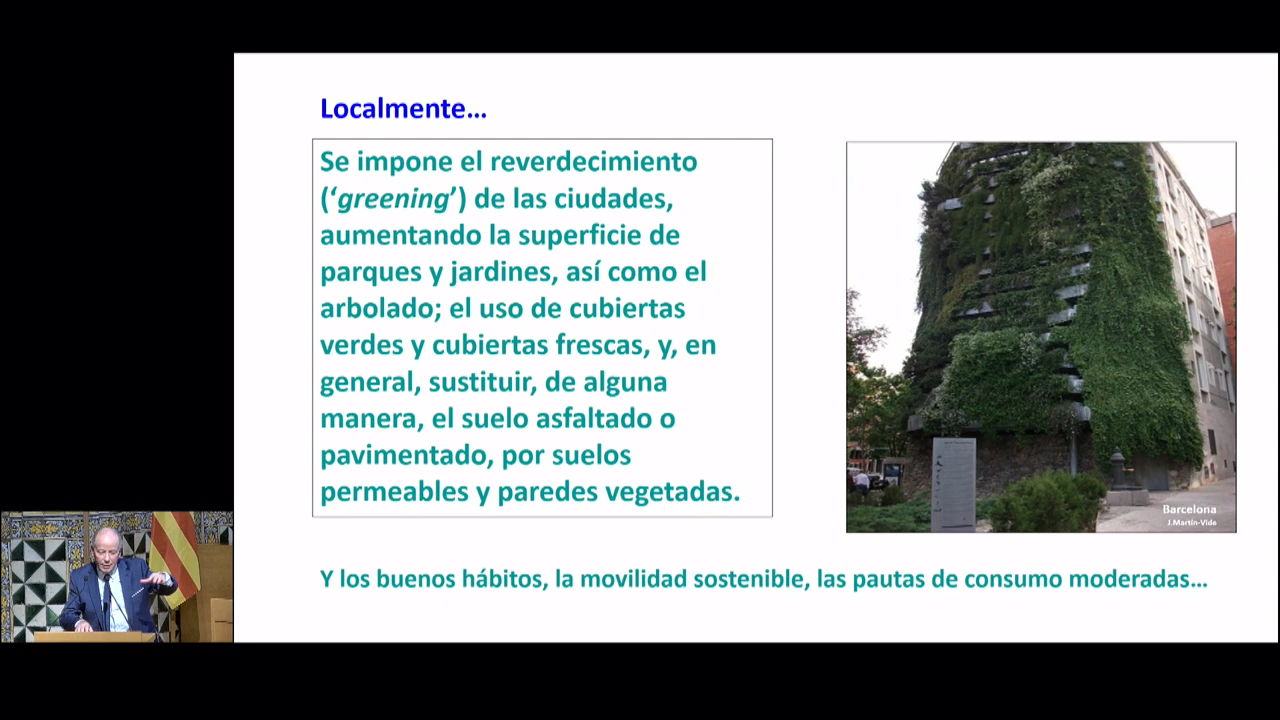 Localmente…
Se impone el reverdecimiento
(‘greening’) de las ciudades,
aumentando la superficie de
parques y jardines, así como el
arbolado; el uso de cubiertas
verdes y cubiertas frescas, y, en
general, sustituir, de alguna
manera, el suelo asfaltado o
pavimentado, por suelos
permeables y paredes vegetadas.
Barcelona
J.Martín-Vide
Y los buenos hábitos, la movilidad sostenible, las pautas de consumo moderadas…